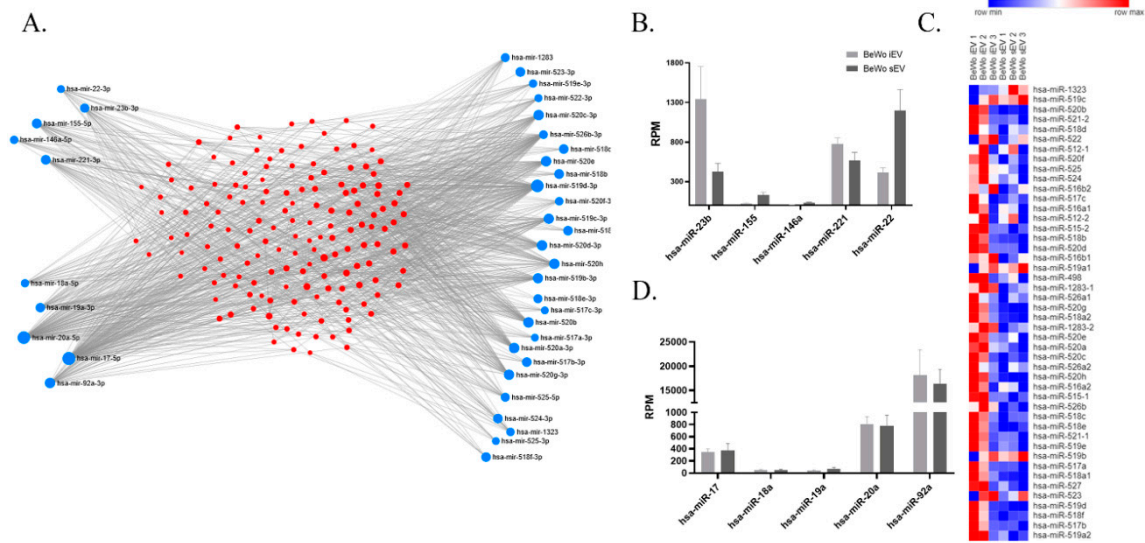 A.
hsa-mir-22-3p
hsa-mir-23b-3p
hsa-mir-155-5p
hsa-mir-146a-5p
hsa-mir-221-3p
hsa-mir-18a-5p
hsa-mir-19a-3p
hsa-mir-20a-5p
hsa-mir-17-5p
hsa-mir-92a-3p
hsa-mir-1283
hsa-mir-523-3p
hsa-mir-519e-3p
hsa-mir-522-3p
hsa-mir-520c-3p
hsa-mir-526b-3p
hsa-mir-518c
hsa-mir-520e
hsa-mir-518b
hsa-mir-519d-3p
hsa-mir-520f-3
hsa-mir-519c-3p
hsa-mir-518
hsa-mir-520d-3p
hsa-mir-520h
hsa-mir-519b-3p
hsa-mir-518e-3p
hsa-mir-517c-3p
hsa-mir-520b
hsa-mir-517a-3p
hsa-mir-520a-3p
hsa-mir-517b-3p
hsa-mir-520g-3p
hsa-mir-525-5p
hsa-mir-524-3p
hsa-mir-1323
hsa-mir-525-3p
hsa-mir-518f-3p
B.
BeWo iEV
BeWo sEV
RPM
1800
1300
800
300
hsa-miR-23b
hsa-miR-155
hsa-miR-146a
hsa-miR-221
hsa-miR-22
D.
RPM
25000
20000
15000
1000
800
600
400
200
0
hsa-miR-17
hsa-miR-18a
hsa-miR-19a
hsa-miR-20a
hsa-miR-92a
C.
row min
row max
BeWo iEV 1
BeWo iEV 2
BeWo iEV 3
BeWo sEV 1
BeWo sEV 2
BeWo sEV 3
hsa-miR-1323
hsa-miR-519c
hsa-miR-520b
hsa-miR-521-2
hsa-miR-518d
hsa-miR-522
hsa-miR-512-1
hsa-miR-520f
hsa-miR-525
hsa-miR-524
hsa-miR-516b2
hsa-miR-517c
hsa-miR-516a1
hsa-miR-512-2
hsa-miR-515-2
hsa-miR-518b
hsa-miR-520d
hsa-miR-516b1
hsa-miR-519a1
hsa-miR-498
hsa-miR-1283-1
hsa-miR-526a1
hsa-miR-520g
hsa-miR-518a2
hsa-miR-1283-2
hsa-miR-520e
hsa-miR-520a
hsa-miR-520c
hsa-miR-526a2
hsa-miR-520h
hsa-miR-516a2
hsa-miR-515-1
hsa-miR-526b
hsa-miR-518c
hsa-miR-518e
hsa-miR-521-1
hsa-miR-519e
hsa-miR-519b
hsa-miR-517a
hsa-miR-518a1
hsa-miR-527
hsa-miR-523
hsa-miR-519d
hsa-miR-518f
hsa-miR-517b
hsa-miR-519a2